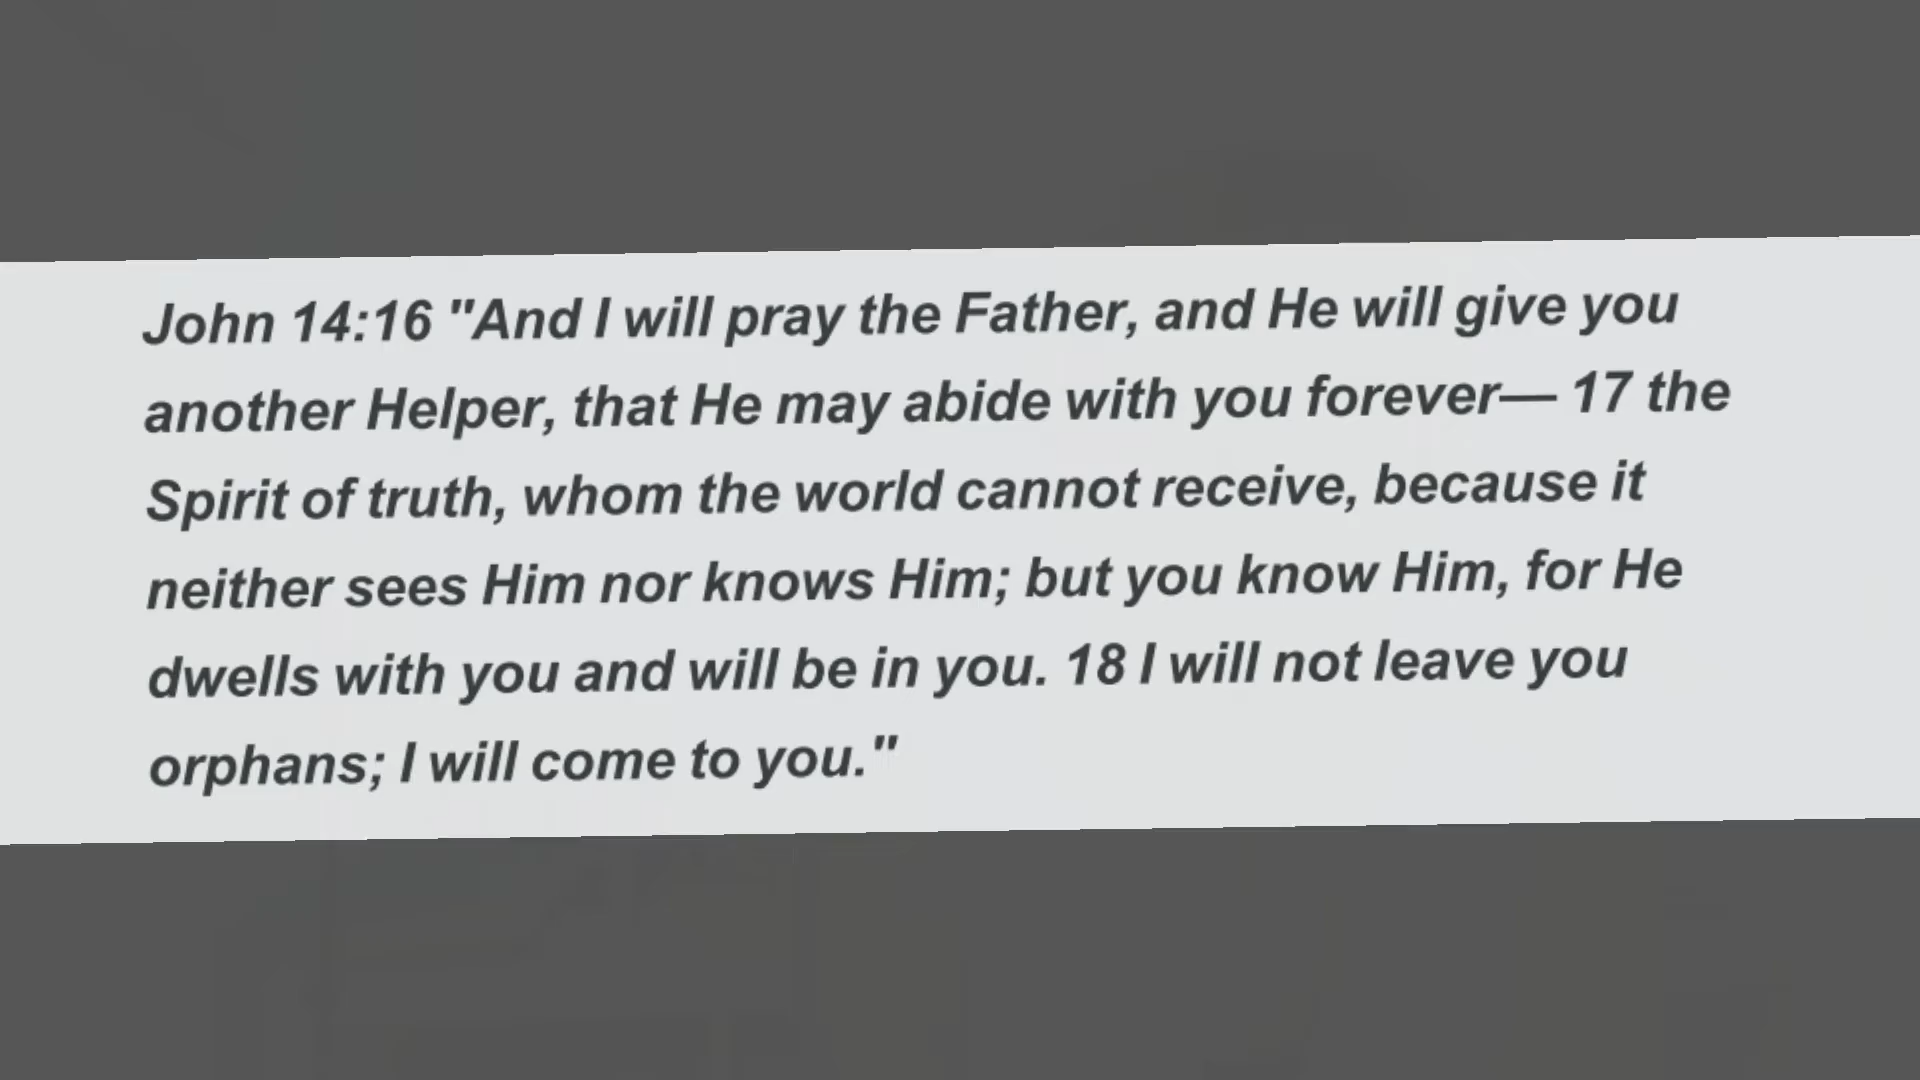 John 14:16 "And I will pray the Father, and He will give you
another Helper, that He may abide with you forever— 17 the
Spirit of truth, whom the world cannot receive, because it
neither sees Him nor knows Him; but you know Him, for He
dwells with you and will be in you. 18 I will not leave you
orphans; I will come to you."